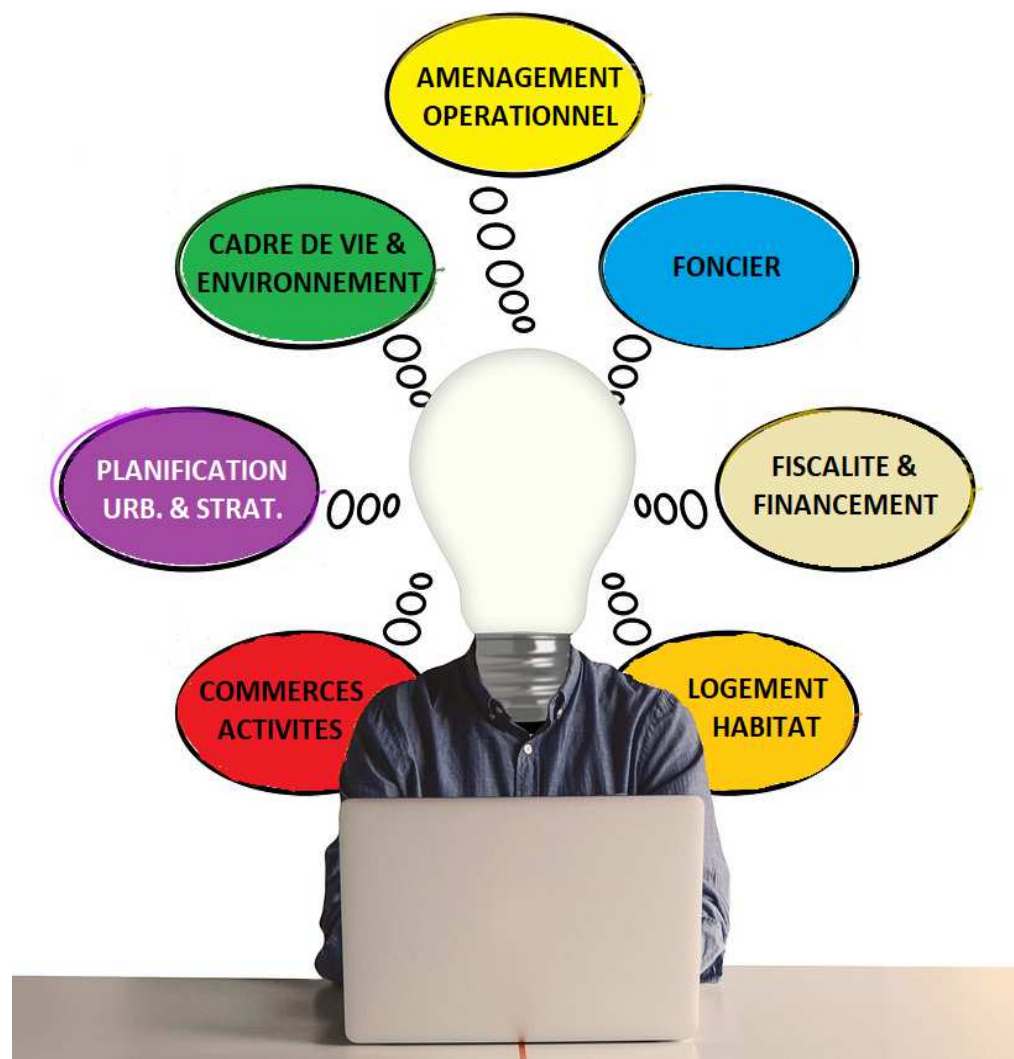 AMENAGEMENT
OPERATIONNEL
CADRE DE VIE &
ENVIRONNEMENT
FONCIER
PLANIFICATION
URB. & STRAT.
FISCALITE &
FINANCEMENT
COMMERCES
ACTIVITES
LOGEMENT
HABITAT